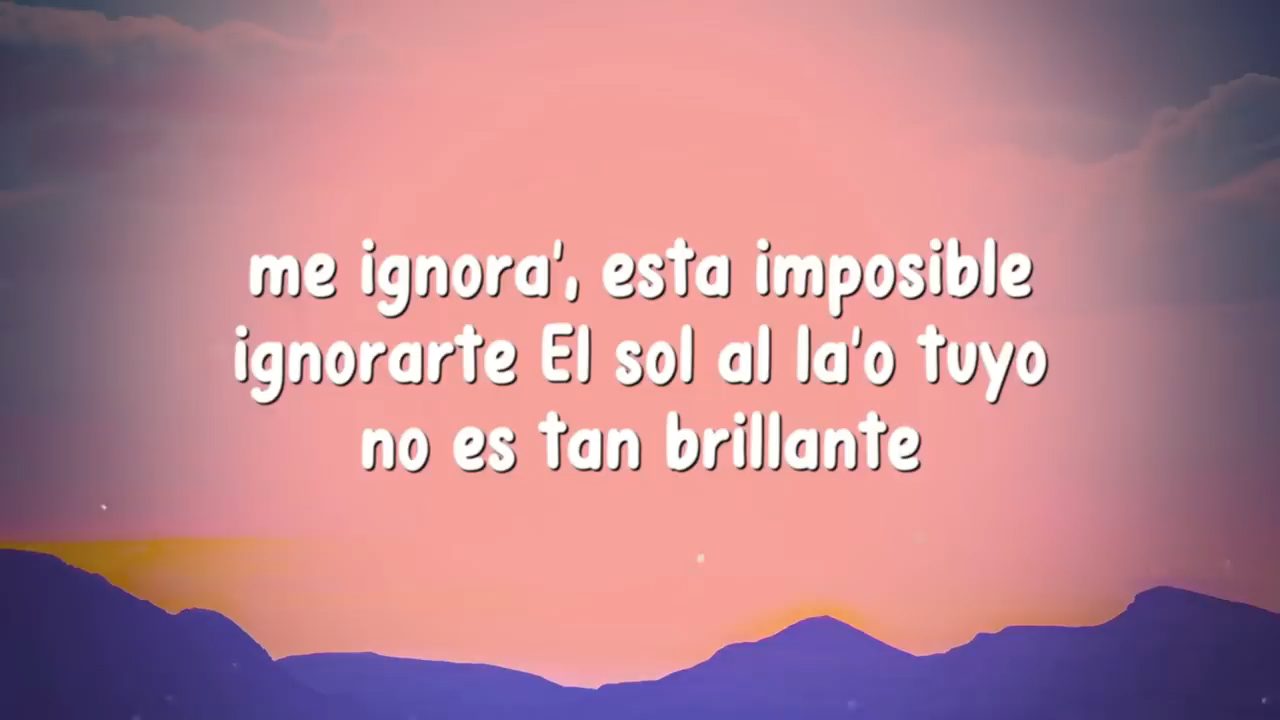 me ignora', esta imposible
ignorarte El sol al la'o tuyo
no es tan brillante